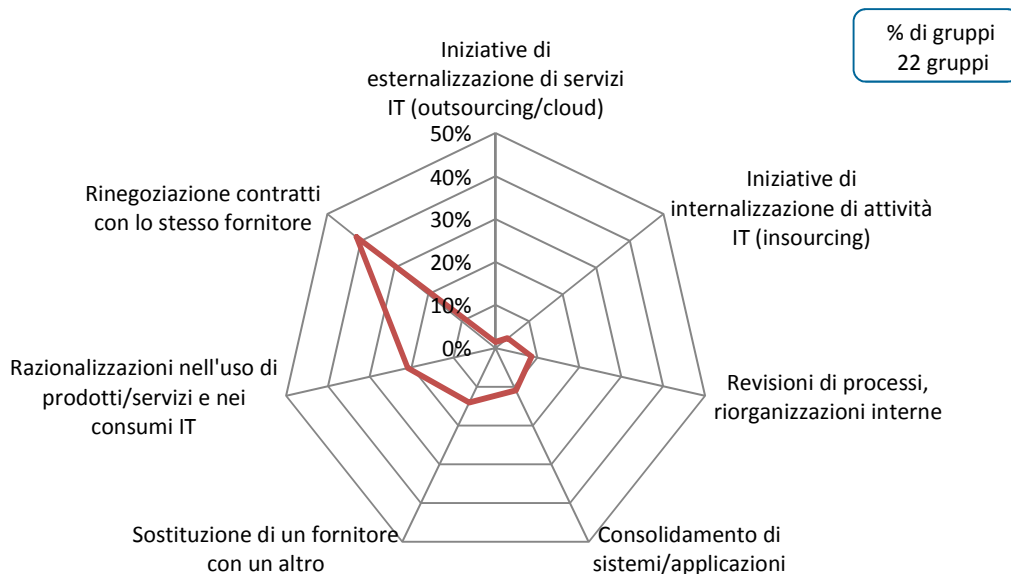 % di gruppi
22 gruppi
Iniziative di
esternalizzazione di servizi
IT (outsourcing/cloud)
50%
40%
30%
20%
10%
0%
Iniziative di
internalizzazione di attività
IT (insourcing)
Revisioni di processi,
riorganizzazioni interne
Consolidamento di
sistemi/applicazioni
Sostituzione di un fornitore
con un altro
Razionalizzazioni nell'uso di
prodotti/servizi e nei
consumi IT
Rinegoziazione contratti
con lo stesso fornitore